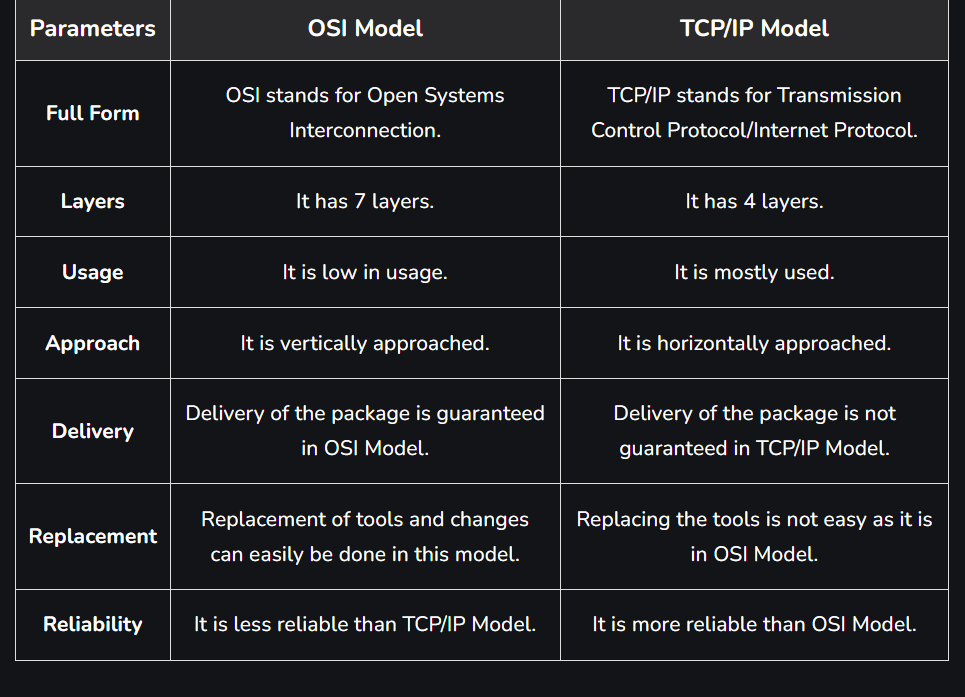 Parameters OSI Model TCP/IP Model
Full Form
OSI stands for Open Systems
Interconnection.
TCP/IP stands for Transmission
Control Protocol/Internet Protocol.
Layers It has 7 layers. It has 4 layers.
Usage It is low in usage. It is mostly used.
Approach It is vertically approached. It is horizontally approached.
Delivery
Delivery of the package is guaranteed
in OSI Model.
Delivery of the package is not
guaranteed in TCP/IP Model.
Replacement
Replacement of tools and changes
can easily be done in this model.
Replacing the tools is not easy as it is
in OSI Model.
Reliability It is less reliable than TCP/IP Model. It is more reliable than OSI Model.